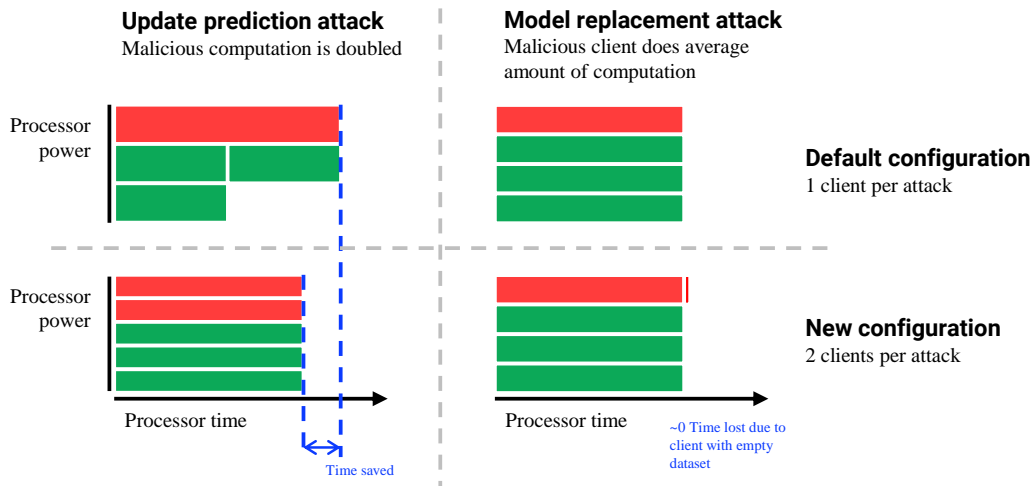 Update prediction attack
Malicious computation is doubled
Model replacement attack
Malicious client does average
amount of computation
Processor
power
Default configuration
1 client per attack
Processor
power
New configuration
2 clients per attack
Processor time
Processor time
Time saved
~0 Time lost due to
client with empty
dataset